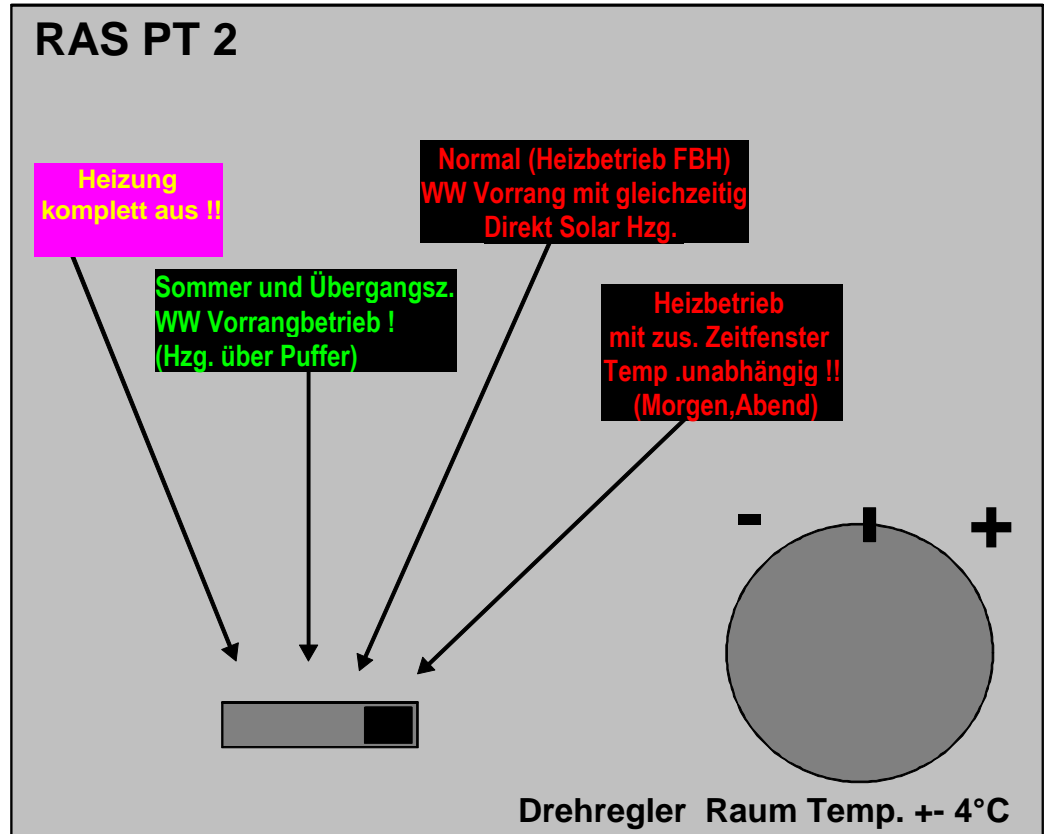 RAS PT 2
Heizung
komplett aus !!
Normal (Heizbetrieb FBH)
WW Vorrang mit gleichzeitig
Direkt Solar Hzg.
Sommer und Übergangsz.
WW Vorrangbetrieb !
(Hzg. über Puffer)
Heizbetrieb
mit zus. Zeitfenster
Temp .unabhängig !!
(Morgen,Abend)
- +
Drehregler Raum Temp. +- 4°C